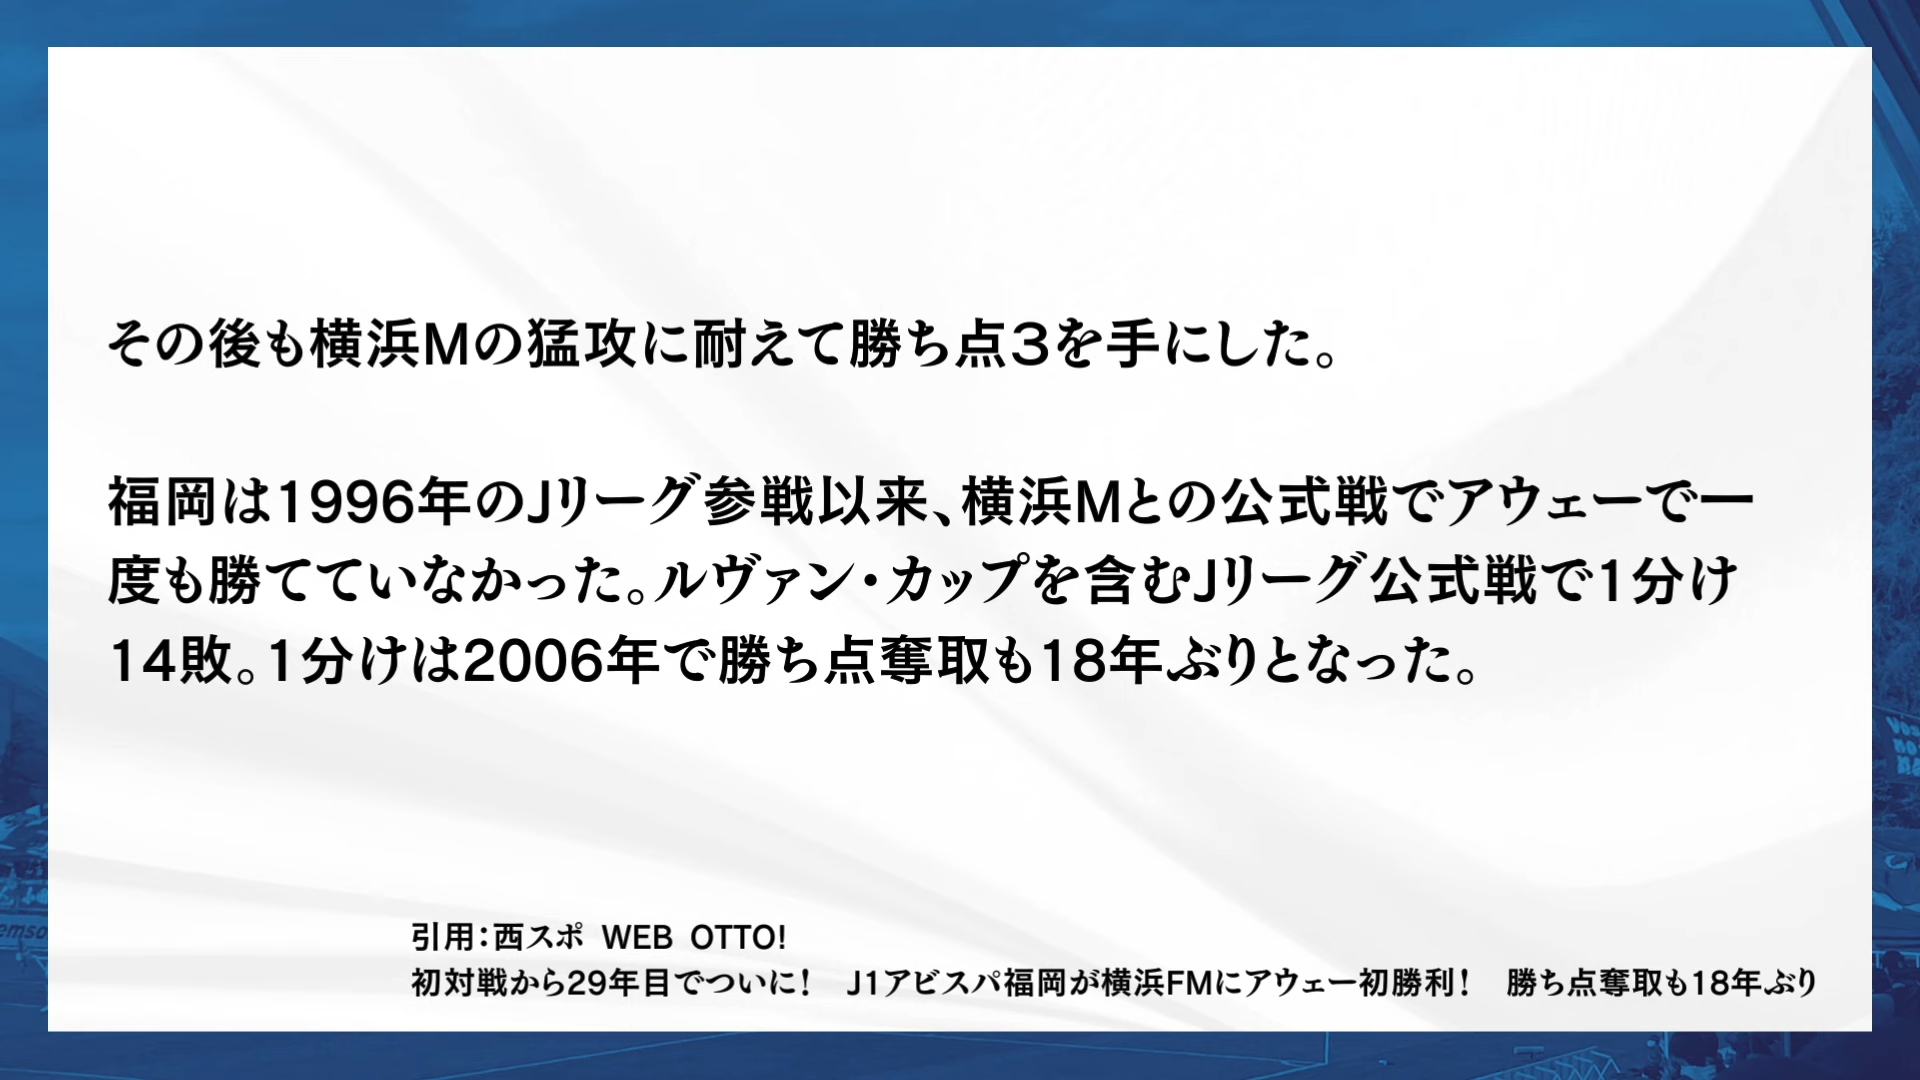 その後も横浜Mの猛攻に耐えて勝ち点3を手にした。
福岡は1996年のJリーグ参戦以来、横浜Mとの公式戦でアウェーで一
度も勝てていなかった。ルヴァン・カップを含むJリーグ公式戦で1分け
14敗。1分けは2006年で勝ち点奪取も18年ぶりとなった。
引用：西スポ WEB OTTO!
初対戦から29年目でついに！　J1アビスパ福岡が横浜FMにアウェー初勝利！　勝ち点奪取も18年ぶり